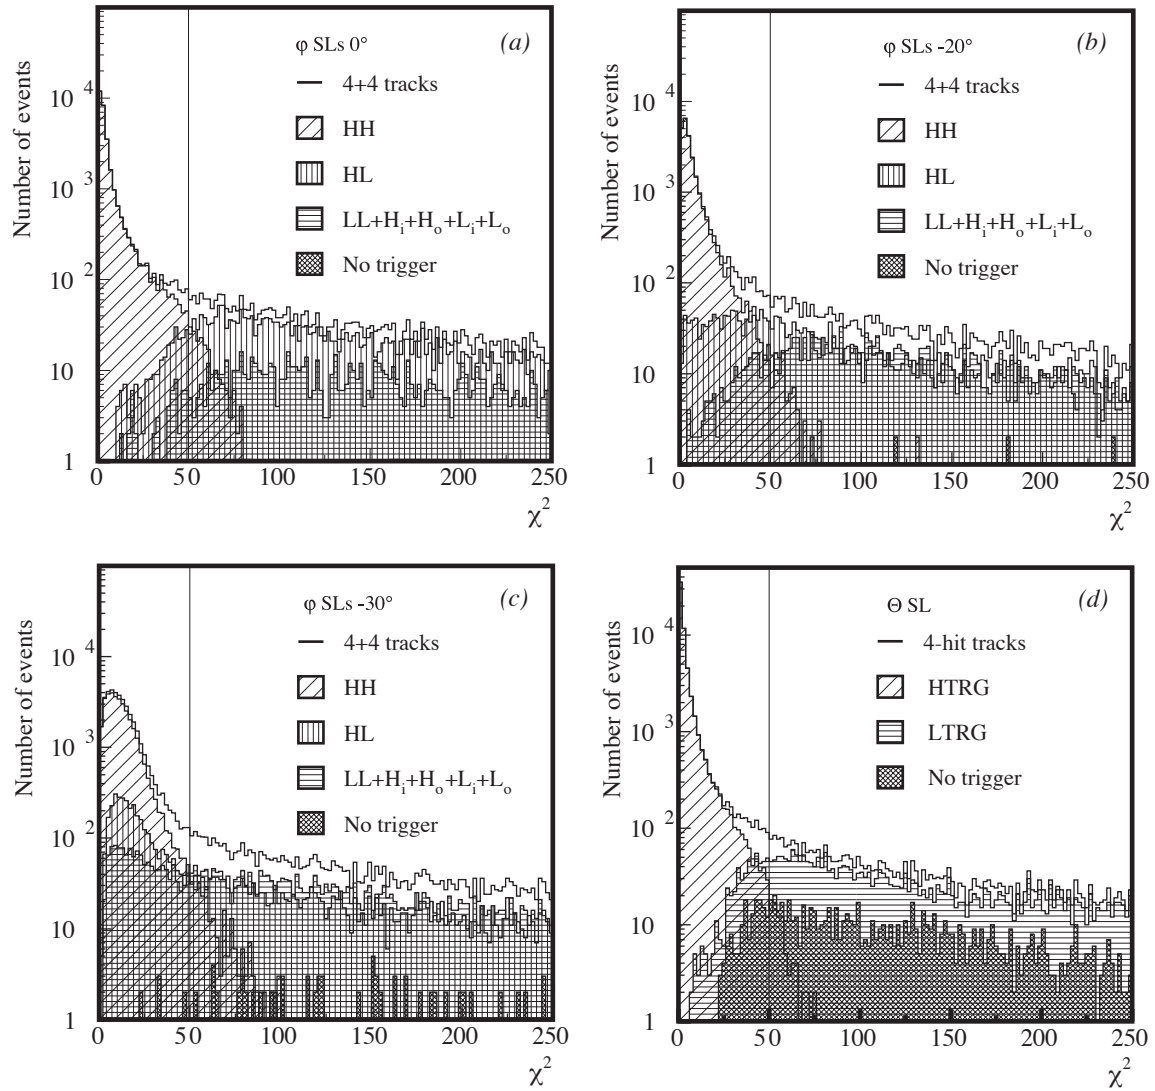 (a)
φ SLs 0°
4+4 tracks
HH
HL
LL+H_i+H_o+L_i+L_o
No trigger
Number of events
10^4
10^3
10^2
10
1
0 50 100 150 200 250
χ^2
(b)
φ SLs -20°
4+4 tracks
HH
HL
LL+H_i+H_o+L_i+L_o
No trigger
Number of events
10^4
10^3
10^2
10
1
0 50 100 150 200 250
χ^2
(c)
φ SLs -30°
4+4 tracks
HH
HL
LL+H_i+H_o+L_i+L_o
No trigger
Number of events
10^4
10^3
10^2
10
1
0 50 100 150 200 250
χ^2
(d)
Θ SL
4-hit tracks
HTRG
LTRG
No trigger
Number of events
10^4
10^3
10^2
10
1
0 50 100 150 200 250
χ^2